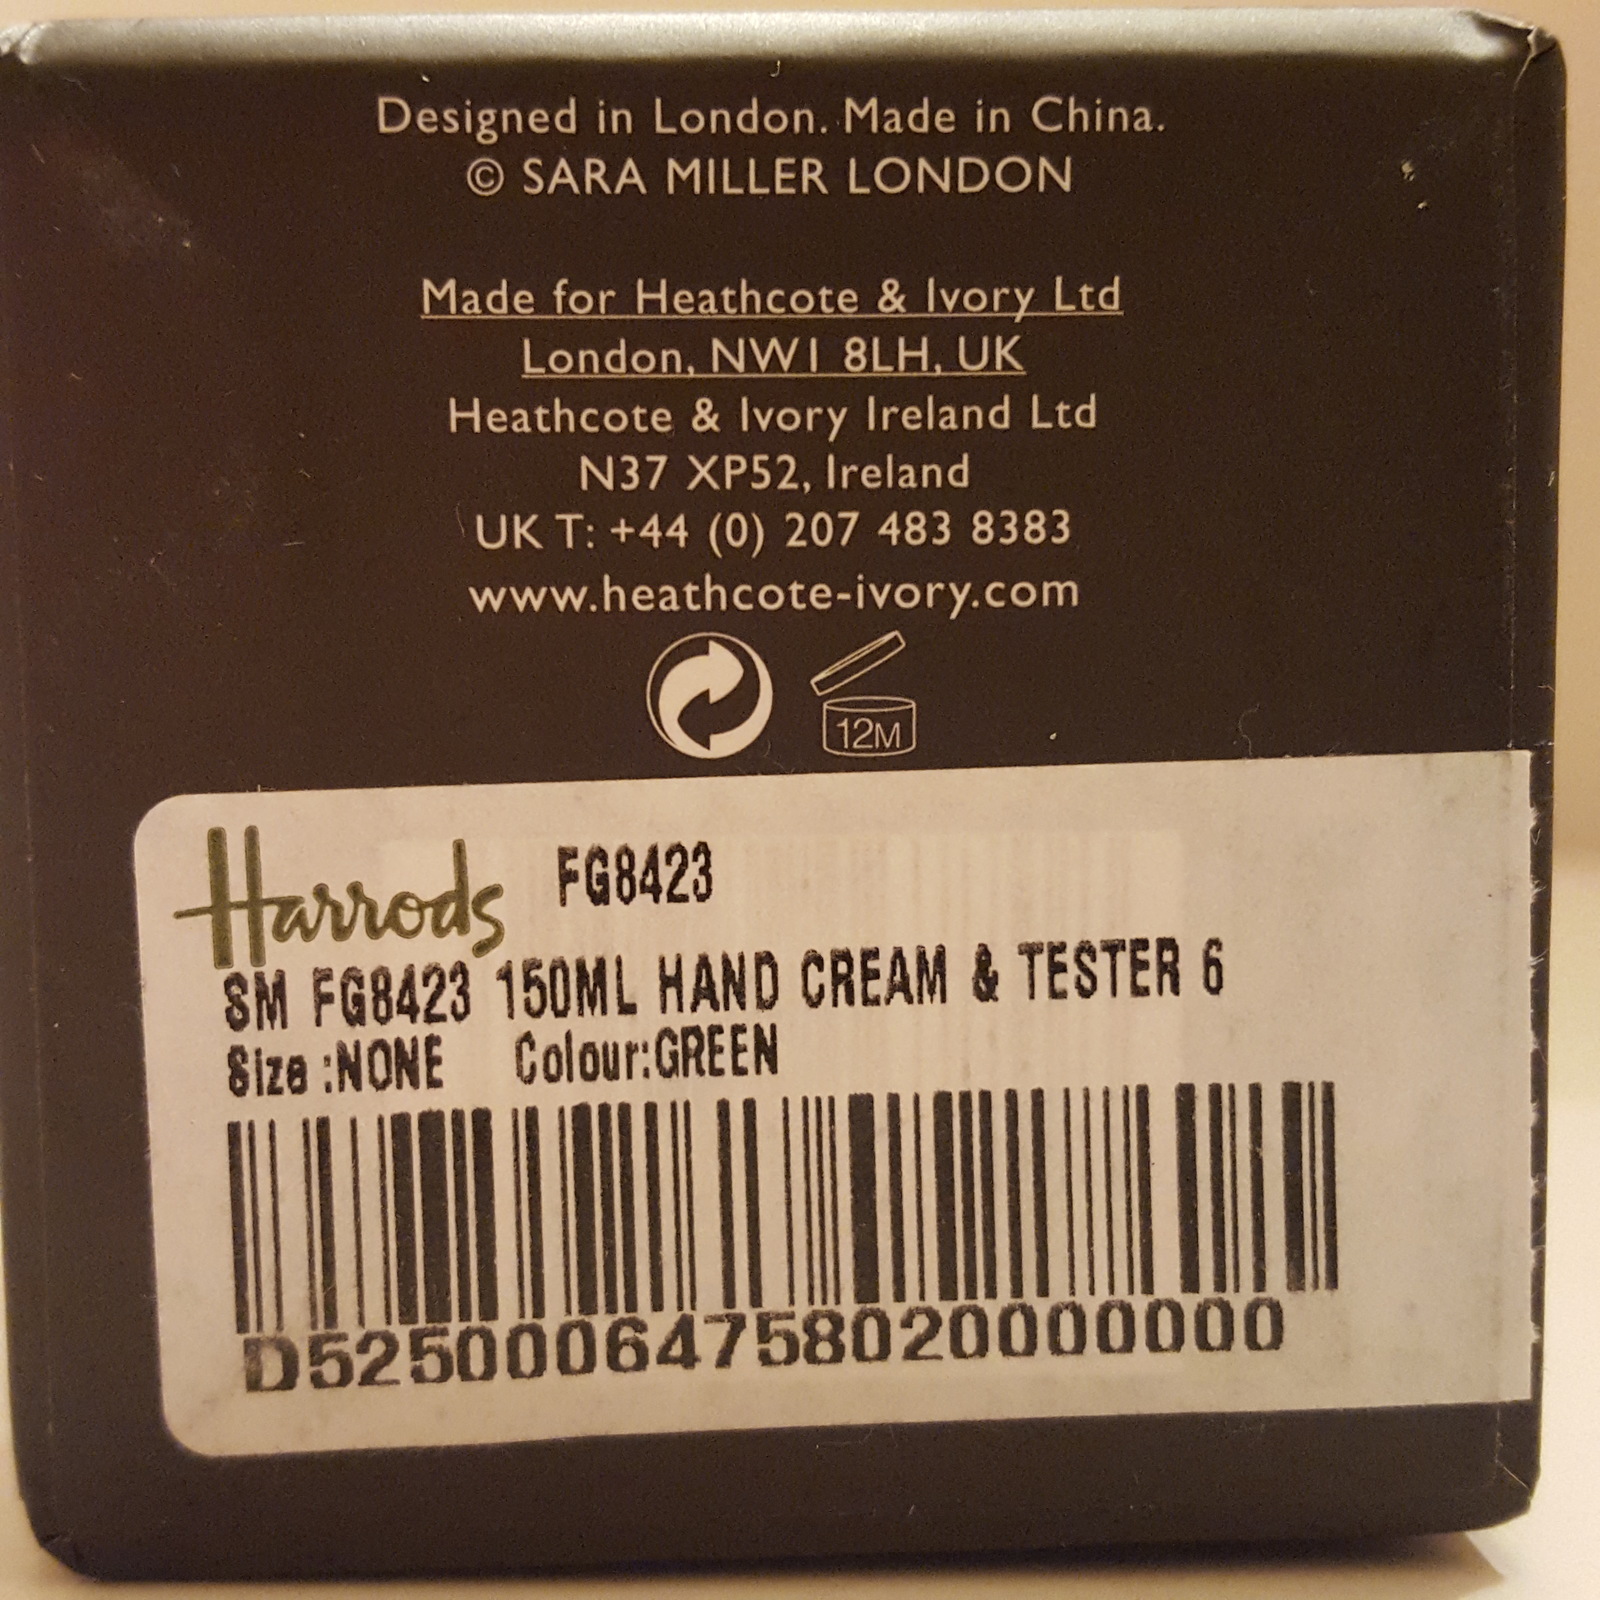 Designed in London. Made in China.
© SARA MILLER LONDON
Made for Heathcote & Ivory Ltd
London, NW1 8LH, UK
Heathcote & Ivory Ireland Ltd
N37 XP52, Ireland
UK T: +44 (0) 207 483 8383
www.heathcote-ivory.com
12M
Harrods FG8423
SM FG8423 150ML HAND CREAM & TESTER 6
Size :NONE Colour:GREEN
D52500064758020000000